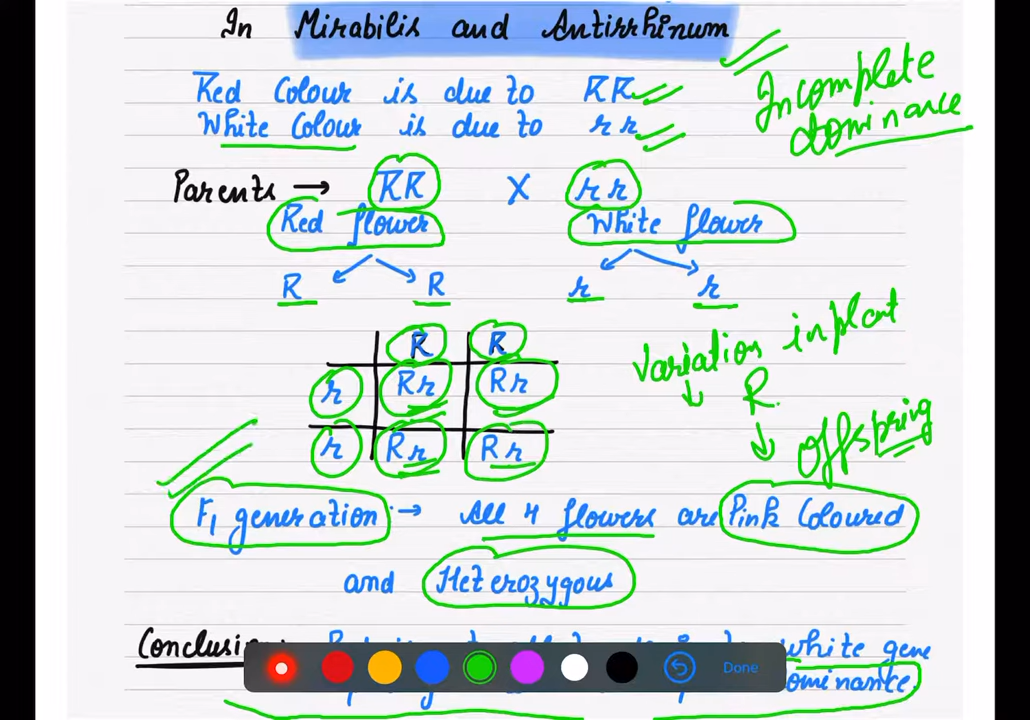 In Mirabilis and Antirrhinum
Incomplete dominance
Red Colour is due to RR
White Colour is due to rr
Parents → RR X rr
Red flower White flower
R R r r
R R
r Rr Rr
r Rr Rr
Variation in plant
↓ R.
↓ offspring
F1 generation → All 4 flowers are Pink Coloured
and Heterozygous
white gene
ominance.
Done